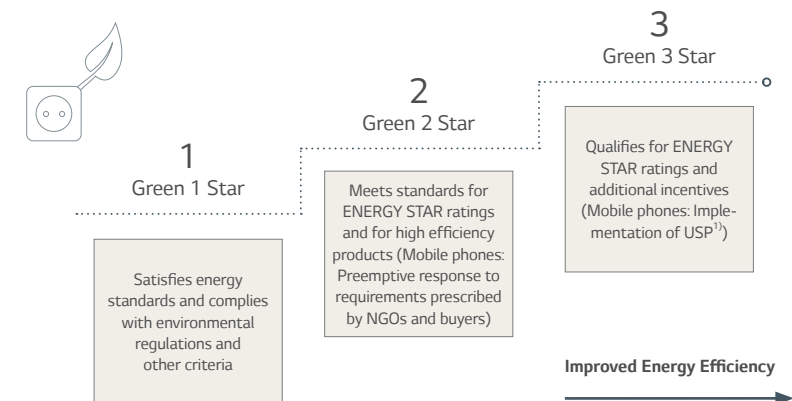 1
Green 1 Star
Satisfies energy
standards and complies
with environmental
regulations and
other criteria
2
Green 2 Star
Meets standards for
ENERGY STAR ratings
and for high efficiency
products (Mobile phones:
Preemptive response to
requirements prescribed
by NGOs and buyers)
3
Green 3 Star
Qualifies for ENERGY
STAR ratings and
additional incentives
(Mobile phones: Imple-
mentation of USP1))
Improved Energy Efficiency